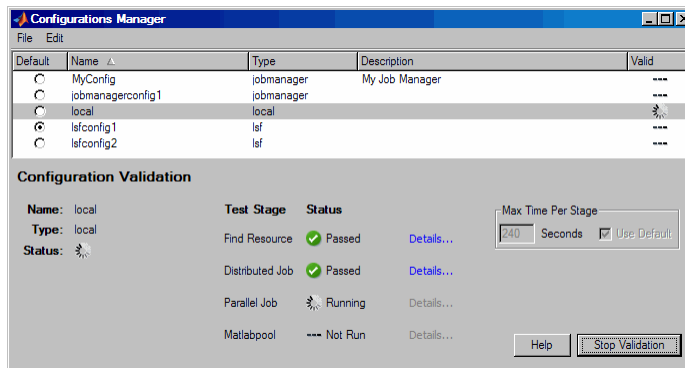 Configurations Manager
File Edit
Default Name Type Description Valid
MyConfig jobmanager My Job Manager ---
jobmanagerconfig1 jobmanager ---
local local
lsfconfig1 lsf ---
lsfconfig2 lsf ---
Configuration Validation
Name: local
Type: local
Status:
Test Stage Status
Find Resource Passed Details...
Distributed Job Passed Details...
Parallel Job Running Details...
Matlabpool --- Not Run Details...
Max Time Per Stage
240 Seconds Use Default
Help Stop Validation